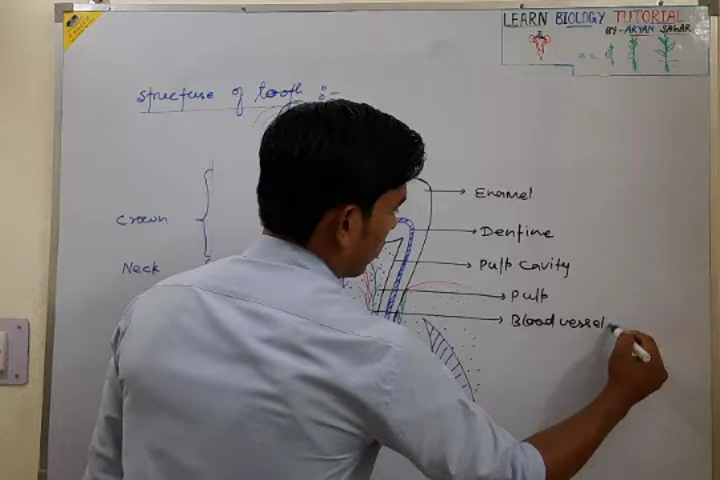 LEARN BIOLOGY TUTORIAL
BY- ARYAN SAGAR
Structure of tooth :-
Crown
Neck
Enamel
Dentine
Pulp Cavity
Pulp
Blood vessel